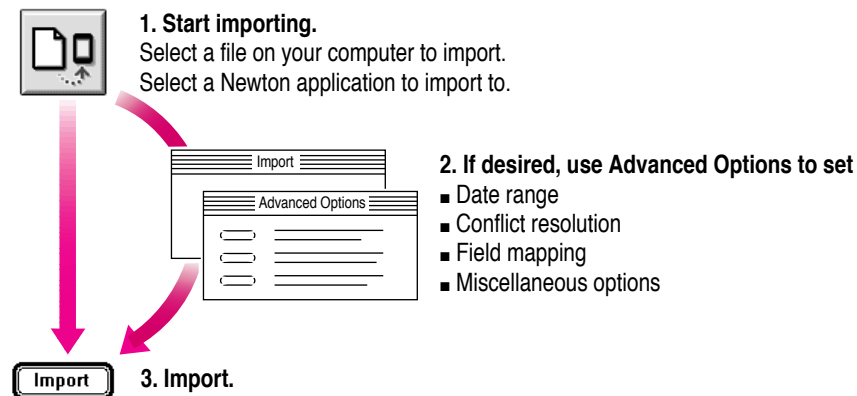 1. Start importing.
Select a file on your computer to import.
Select a Newton application to import to.
Import
Advanced Options
2. If desired, use Advanced Options to set
■ Date range
■ Conflict resolution
■ Field mapping
■ Miscellaneous options
Import
3. Import.